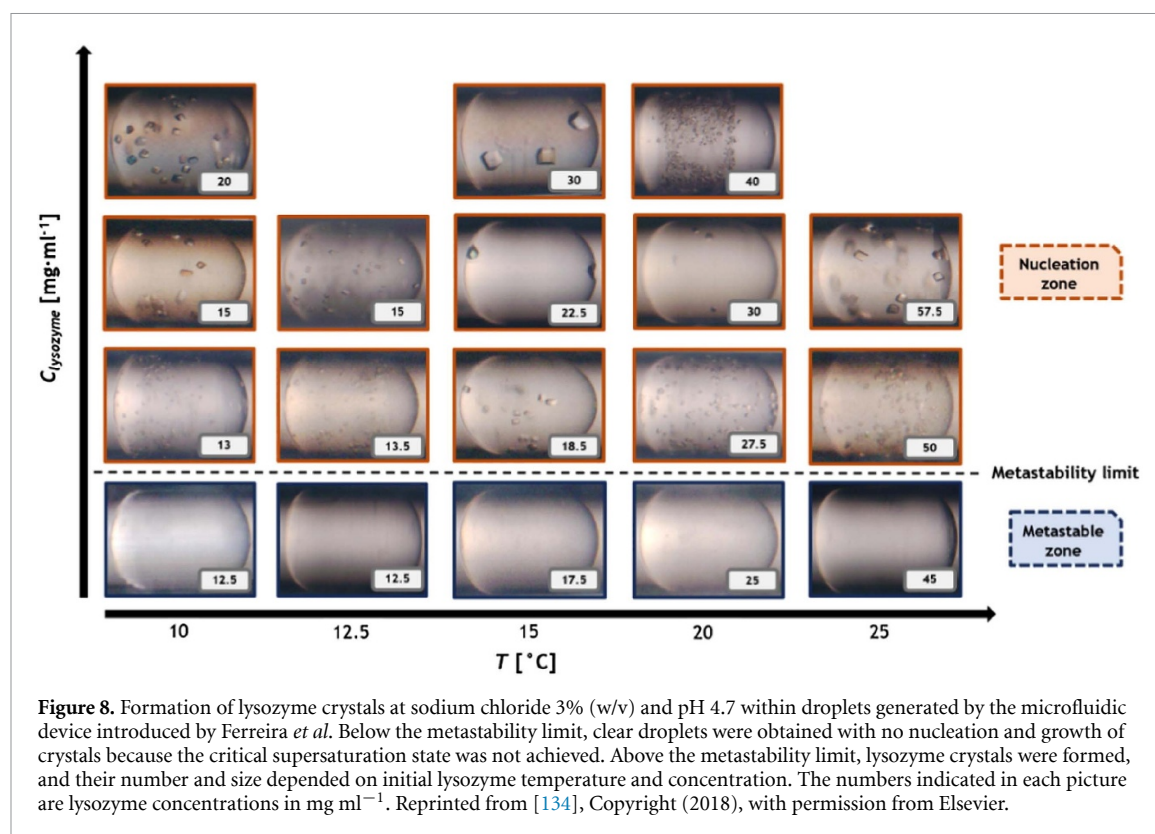 C_lysozyme [mg·ml⁻¹]
20
30
40
15
15
22.5
30
57.5
Nucleation
zone
13
13.5
18.5
27.5
50
Metastability limit
12.5
12.5
17.5
25
45
Metastable
zone
10
12.5
15
20
25
T [°C]
Figure 8. Formation of lysozyme crystals at sodium chloride 3% (w/v) and pH 4.7 within droplets generated by the microfluidic
device introduced by Ferreira et al. Below the metastability limit, clear droplets were obtained with no nucleation and growth of
crystals because the critical supersaturation state was not achieved. Above the metastability limit, lysozyme crystals were formed,
and their number and size depended on initial lysozyme temperature and concentration. The numbers indicated in each picture
are lysozyme concentrations in mg ml⁻¹. Reprinted from [134], Copyright (2018), with permission from Elsevier.